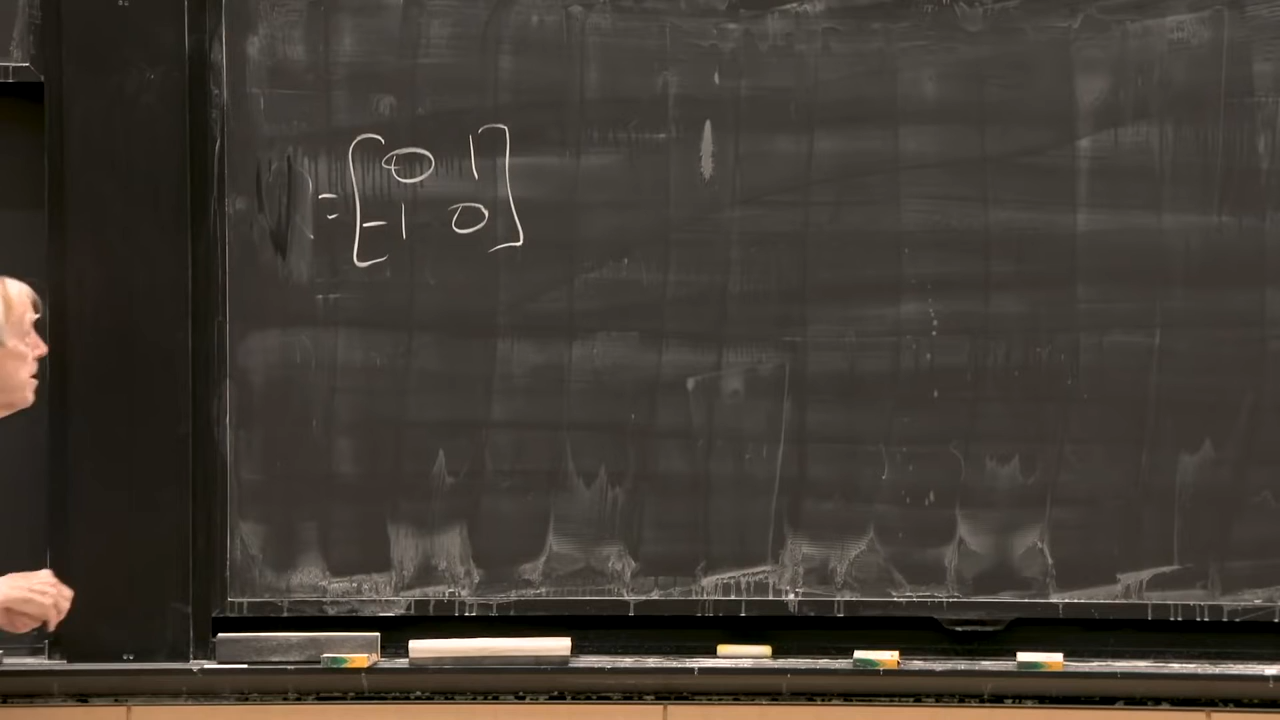 = [ 0 1
-1 0 ]